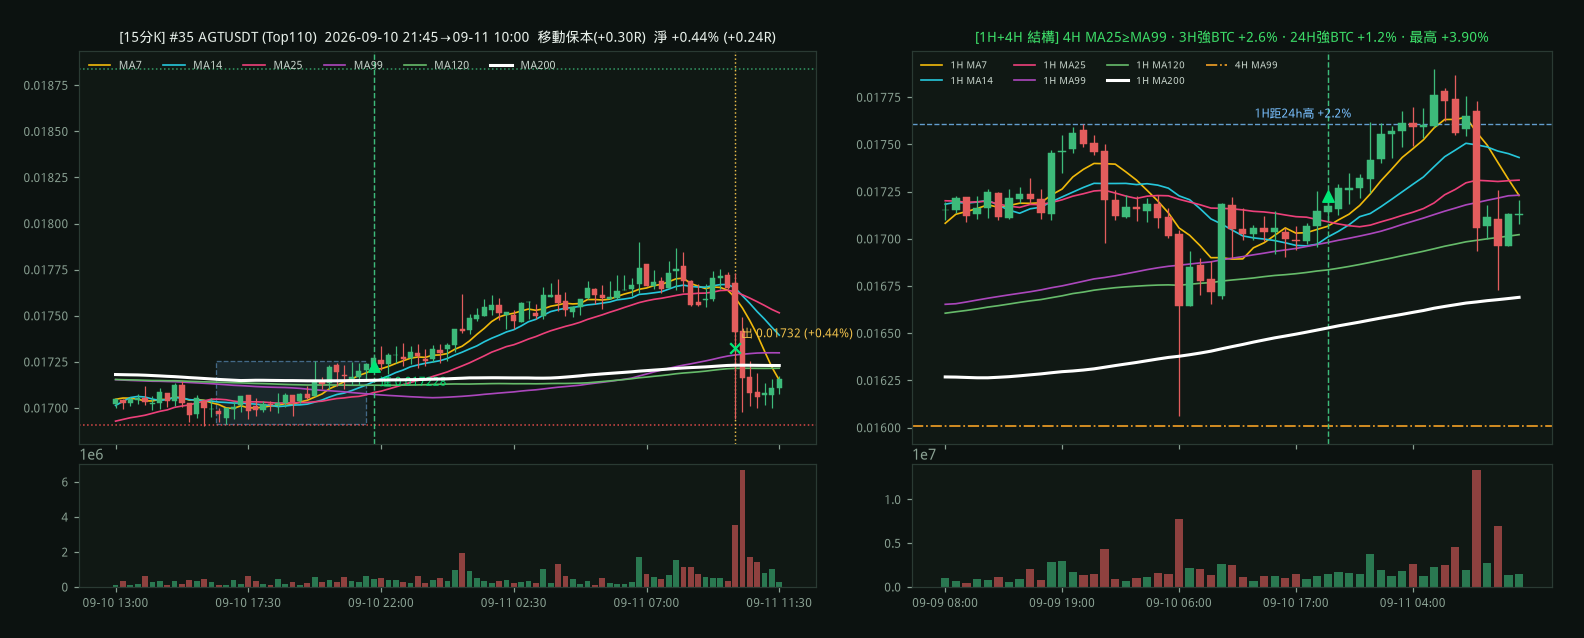 [15分K] #35 AGTUSDT (Top110)  2026-09-10 21:45→09-11 10:00  移動保本(+0.30R)  淨 +0.44% (+0.24R)
MA7 MA14 MA25 MA99 MA120 MA200
0.01875
0.01850
0.01825
0.01800
0.01775
0.01750
0.01725
0.01700
出 0.01732 (+0.44%)
1e6
6
4
2
0
09-10 13:00 09-10 17:30 09-10 22:00 09-11 02:30 09-11 07:00 09-11 11:30
[1H+4H 結構] 4H MA25≥MA99 · 3H強BTC +2.6% · 24H強BTC +1.2% · 最高 +3.90%
1H MA7 1H MA25 1H MA120 4H MA99
1H MA14 1H MA99 1H MA200
1H距24h高 +2.2%
0.01775
0.01750
0.01725
0.01700
0.01675
0.01650
0.01625
0.01600
1e7
1.0
0.5
0.0
09-09 08:00 09-09 19:00 09-10 06:00 09-10 17:00 09-11 04:00